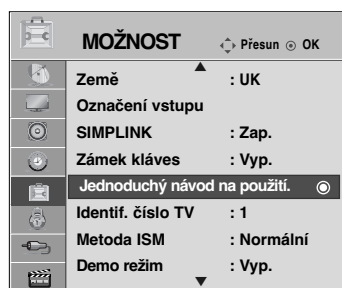 MOŽNOST Přesun OK
Země : UK
Označení vstupu
SIMPLINK : Zap.
Zámek kláves : Vyp.
Jednoduchý návod na použití.
Identif. číslo TV : 1
Metoda ISM : Normální
Demo režim : Vyp.